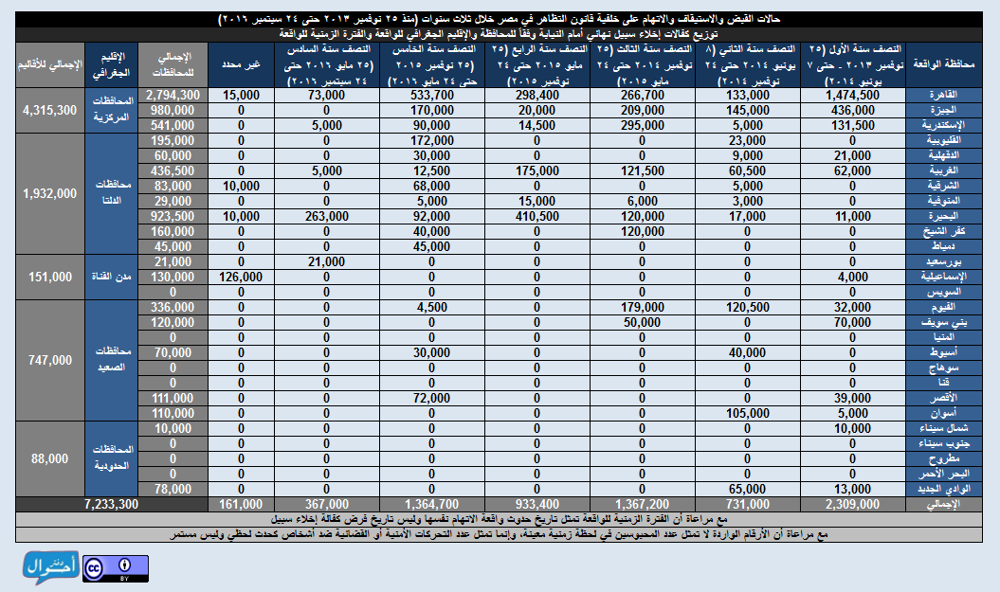 حالات القبض والاستيقاف والاتهام على خلفية قانون التظاهر في مصر خلال ثلاث سنوات (منذ ٢٥ نوفمبر ٢٠١٣ حتى ٢٤ سبتمبر ٢٠١٦)
توزيع كفالات إخلاء سبيل نهائي أمام النيابة وفقاً للمحافظة والإقليم الجغرافي للواقعة والفترة الزمنية للواقعة
محافظة الواقعة | النصف سنة الأول (٢٥ نوفمبر ٢٠١٣ - حتى ٧ يونيو ٢٠١٤) | النصف سنة الثاني (٨ يونيو ٢٠١٤ حتى ٢٤ نوفمبر ٢٠١٤) | النصف سنة الثالث (٢٥ نوفمبر ٢٠١٤ حتى ٢٤ مايو ٢٠١٥) | النصف سنة الرابع (٢٥ مايو ٢٠١٥ حتى ٢٤ نوفمبر ٢٠١٥) | النصف سنة الخامس (٢٥ نوفمبر ٢٠١٥ حتى ٢٤ مايو ٢٠١٦) | النصف سنة السادس (٢٥ مايو ٢٠١٦ حتى ٢٤ سبتمبر ٢٠١٦) | غير محدد | الإجمالي للمحافظات | الإقليم الجغرافي | الإجمالي للأقاليم
القاهرة | 1,474,500 | 133,000 | 266,700 | 298,400 | 533,700 | 73,000 | 15,000 | 2,794,300 | المحافظات المركزية | 4,315,300
الجيزة | 436,000 | 145,000 | 209,000 | 20,000 | 170,000 | 0 | 0 | 980,000
الإسكندرية | 131,500 | 5,000 | 295,000 | 14,500 | 90,000 | 5,000 | 0 | 541,000
القليوبية | 0 | 23,000 | 0 | 0 | 172,000 | 0 | 0 | 195,000 | محافظات الدلتا | 1,932,000
الدقهلية | 21,000 | 9,000 | 0 | 0 | 30,000 | 0 | 0 | 60,000
الغربية | 62,000 | 60,500 | 121,500 | 175,000 | 12,500 | 5,000 | 0 | 436,500
الشرقية | 0 | 5,000 | 0 | 0 | 68,000 | 0 | 10,000 | 83,000
المنوفية | 0 | 3,000 | 6,000 | 15,000 | 5,000 | 0 | 0 | 29,000
البحيرة | 11,000 | 17,000 | 120,000 | 410,500 | 92,000 | 263,000 | 10,000 | 923,500
كفر الشيخ | 0 | 0 | 120,000 | 0 | 40,000 | 0 | 0 | 160,000
دمياط | 0 | 0 | 0 | 0 | 45,000 | 0 | 0 | 45,000
بورسعيد | 0 | 0 | 0 | 0 | 0 | 21,000 | 0 | 21,000 | مدن القناة | 151,000
الإسماعيلية | 4,000 | 0 | 0 | 0 | 0 | 0 | 126,000 | 130,000
السويس | 0 | 0 | 0 | 0 | 0 | 0 | 0 | 0
الفيوم | 32,000 | 120,500 | 179,000 | 0 | 4,500 | 0 | 0 | 336,000 | محافظات الصعيد | 747,000
بني سويف | 70,000 | 0 | 50,000 | 0 | 0 | 0 | 0 | 120,000
المنيا | 0 | 0 | 0 | 0 | 0 | 0 | 0 | 0
أسيوط | 0 | 40,000 | 0 | 0 | 30,000 | 0 | 0 | 70,000
سوهاج | 0 | 0 | 0 | 0 | 0 | 0 | 0 | 0
قنا | 0 | 0 | 0 | 0 | 0 | 0 | 0 | 0
الأقصر | 39,000 | 0 | 0 | 0 | 72,000 | 0 | 0 | 111,000
أسوان | 5,000 | 105,000 | 0 | 0 | 0 | 0 | 0 | 110,000
شمال سيناء | 10,000 | 0 | 0 | 0 | 0 | 0 | 0 | 10,000 | المحافظات الحدودية | 88,000
جنوب سيناء | 0 | 0 | 0 | 0 | 0 | 0 | 0 | 0
مطروح | 0 | 0 | 0 | 0 | 0 | 0 | 0 | 0
البحر الأحمر | 0 | 0 | 0 | 0 | 0 | 0 | 0 | 0
الوادي الجديد | 13,000 | 65,000 | 0 | 0 | 0 | 0 | 0 | 78,000
الإجمالي | 2,309,000 | 731,000 | 1,367,200 | 933,400 | 1,364,700 | 367,000 | 161,000 | 7,233,300
مع مراعاة أن الفترة الزمنية للواقعة تمثل تاريخ حدوث واقعة الاتهام نفسها وليس تاريخ فرض كفالة إخلاء سبيل
مع مراعاة أن الأرقام الواردة لا تمثل عدد المحبوسين في لحظة زمنية معينة، وإنما تمثل عدد التحركات الأمنية أو القضائية ضد أشخاص كحدث لحظي وليس مستمر
دفتر أحوال
cc BY